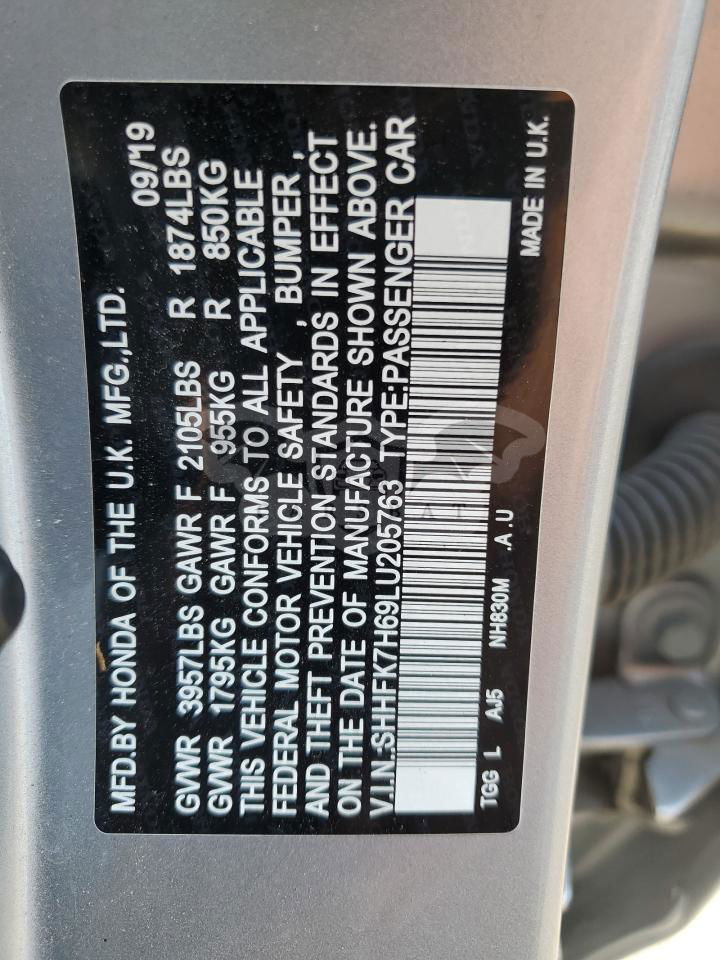 MFD.BY HONDA OF THE U.K. MFG.,LTD. 09/19
GVWR 3957LBS GAWR F 2105LBS R 1874LBS
GVWR 1795KG GAWR F 955KG R 850KG
THIS VEHICLE CONFORMS TO ALL APPLICABLE
FEDERAL MOTOR VEHICLE SAFETY , BUMPER ,
AND THEFT PREVENTION STANDARDS IN EFFECT
ON THE DATE OF MANUFACTURE SHOWN ABOVE.
V.I.N.:SHHFK7H69LU205763 TYPE:PASSENGER CAR
TGG L AJ5 NH830M .A .U MADE IN U.K.